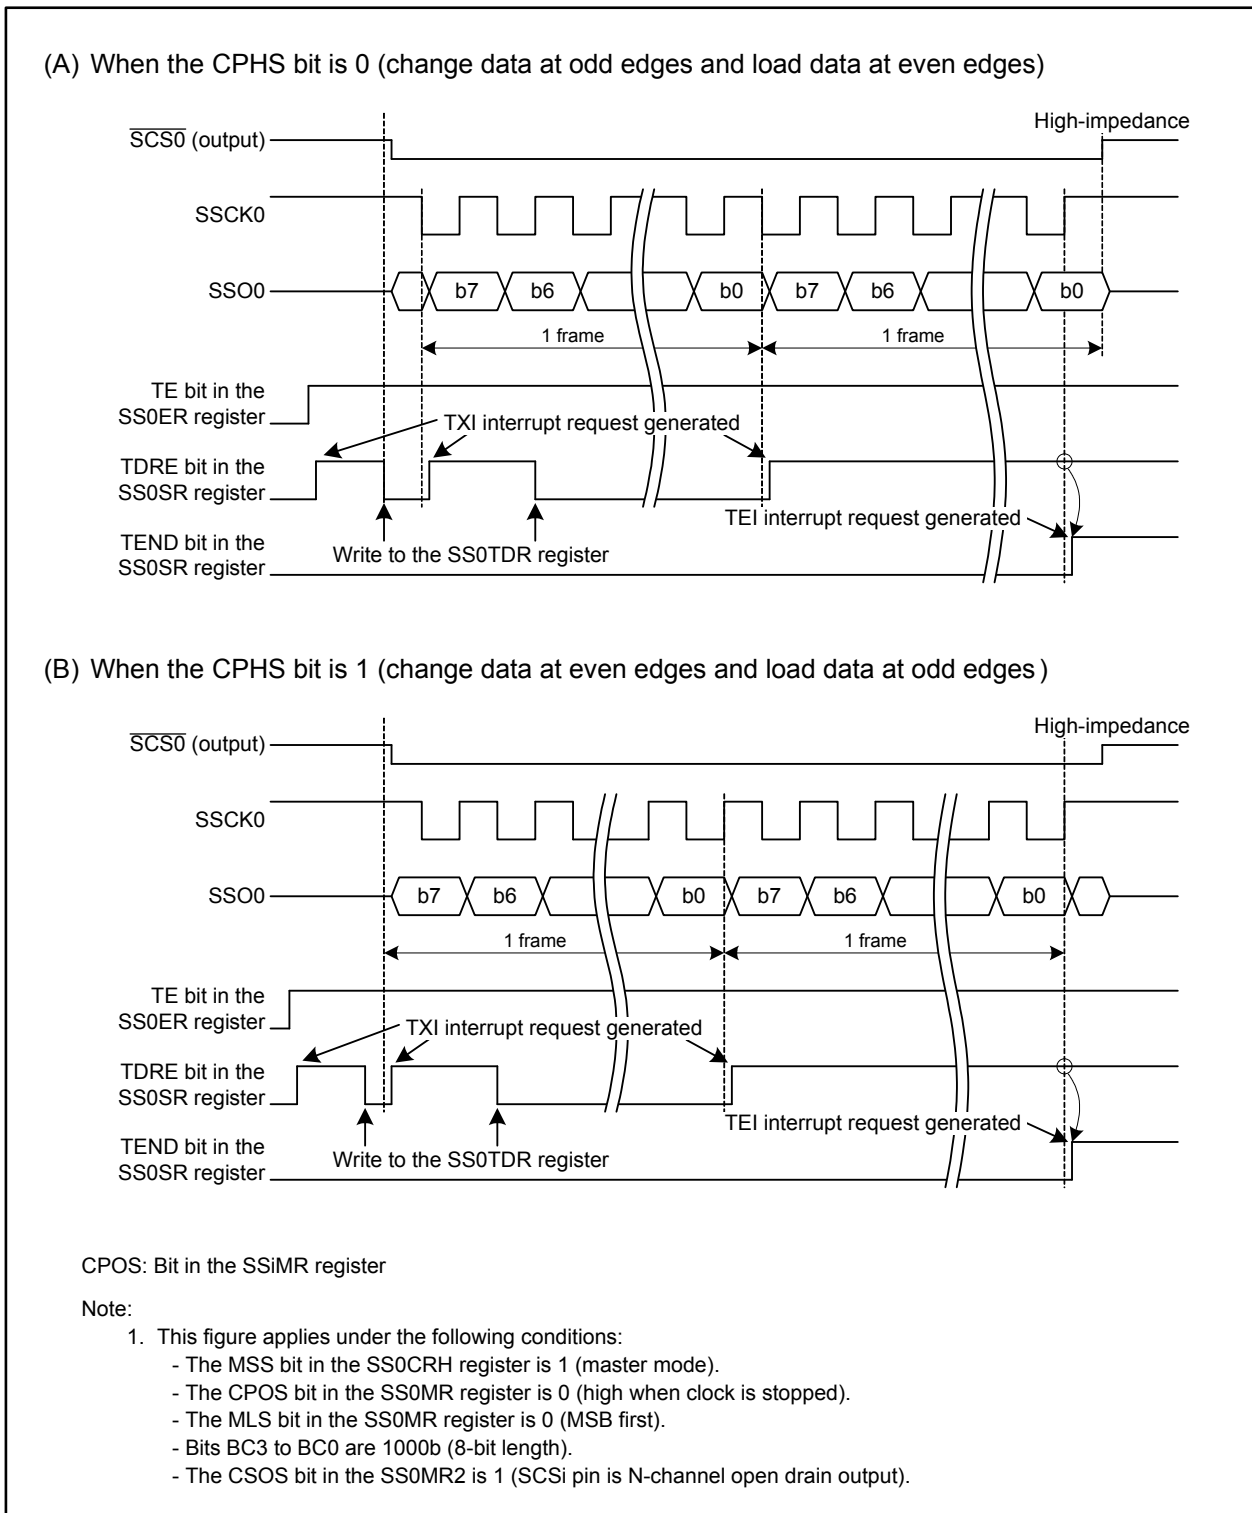 (A) When the CPHS bit is 0 (change data at odd edges and load data at even edges)
High-impedance
SCS0 (output)
SSCK0
SSO0
b7 b6 b0 b7 b6 b0
1 frame 1 frame
TE bit in the
SS0ER register
TXI interrupt request generated
TDRE bit in the
SS0SR register
TEI interrupt request generated
TEND bit in the
SS0SR register
Write to the SS0TDR register
(B) When the CPHS bit is 1 (change data at even edges and load data at odd edges)
High-impedance
SCS0 (output)
SSCK0
SSO0
b7 b6 b0 b7 b6 b0
1 frame 1 frame
TE bit in the
SS0ER register
TXI interrupt request generated
TDRE bit in the
SS0SR register
TEI interrupt request generated
TEND bit in the
SS0SR register
Write to the SS0TDR register
CPOS: Bit in the SSiMR register
Note:
1. This figure applies under the following conditions:
- The MSS bit in the SS0CRH register is 1 (master mode).
- The CPOS bit in the SS0MR register is 0 (high when clock is stopped).
- The MLS bit in the SS0MR register is 0 (MSB first).
- Bits BC3 to BC0 are 1000b (8-bit length).
- The CSOS bit in the SS0MR2 is 1 (SCSi pin is N-channel open drain output).